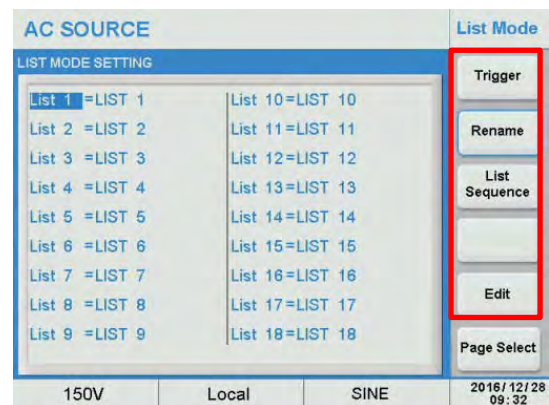 AC SOURCE
List Mode
LIST MODE SETTING
List 1 =LIST 1
List 2 =LIST 2
List 3 =LIST 3
List 4 =LIST 4
List 5 =LIST 5
List 6 =LIST 6
List 7 =LIST 7
List 8 =LIST 8
List 9 =LIST 9
List 10=LIST 10
List 11=LIST 11
List 12=LIST 12
List 13=LIST 13
List 14=LIST 14
List 15=LIST 15
List 16=LIST 16
List 17=LIST 17
List 18=LIST 18
Trigger
Rename
List
Sequence
Edit
Page Select
150V
Local
SINE
2016/12/28
09:32